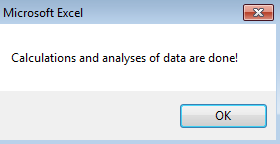 Microsoft Excel
Calculations and analyses of data are done!
OK